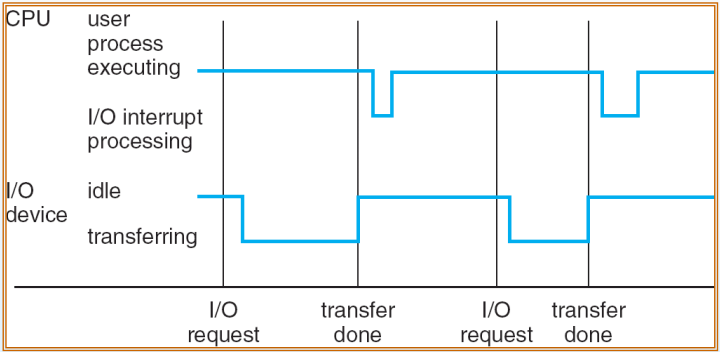 CPU
user
process
executing
I/O interrupt
processing
I/O
device
idle
transferring
I/O
request
transfer
done
I/O
request
transfer
done